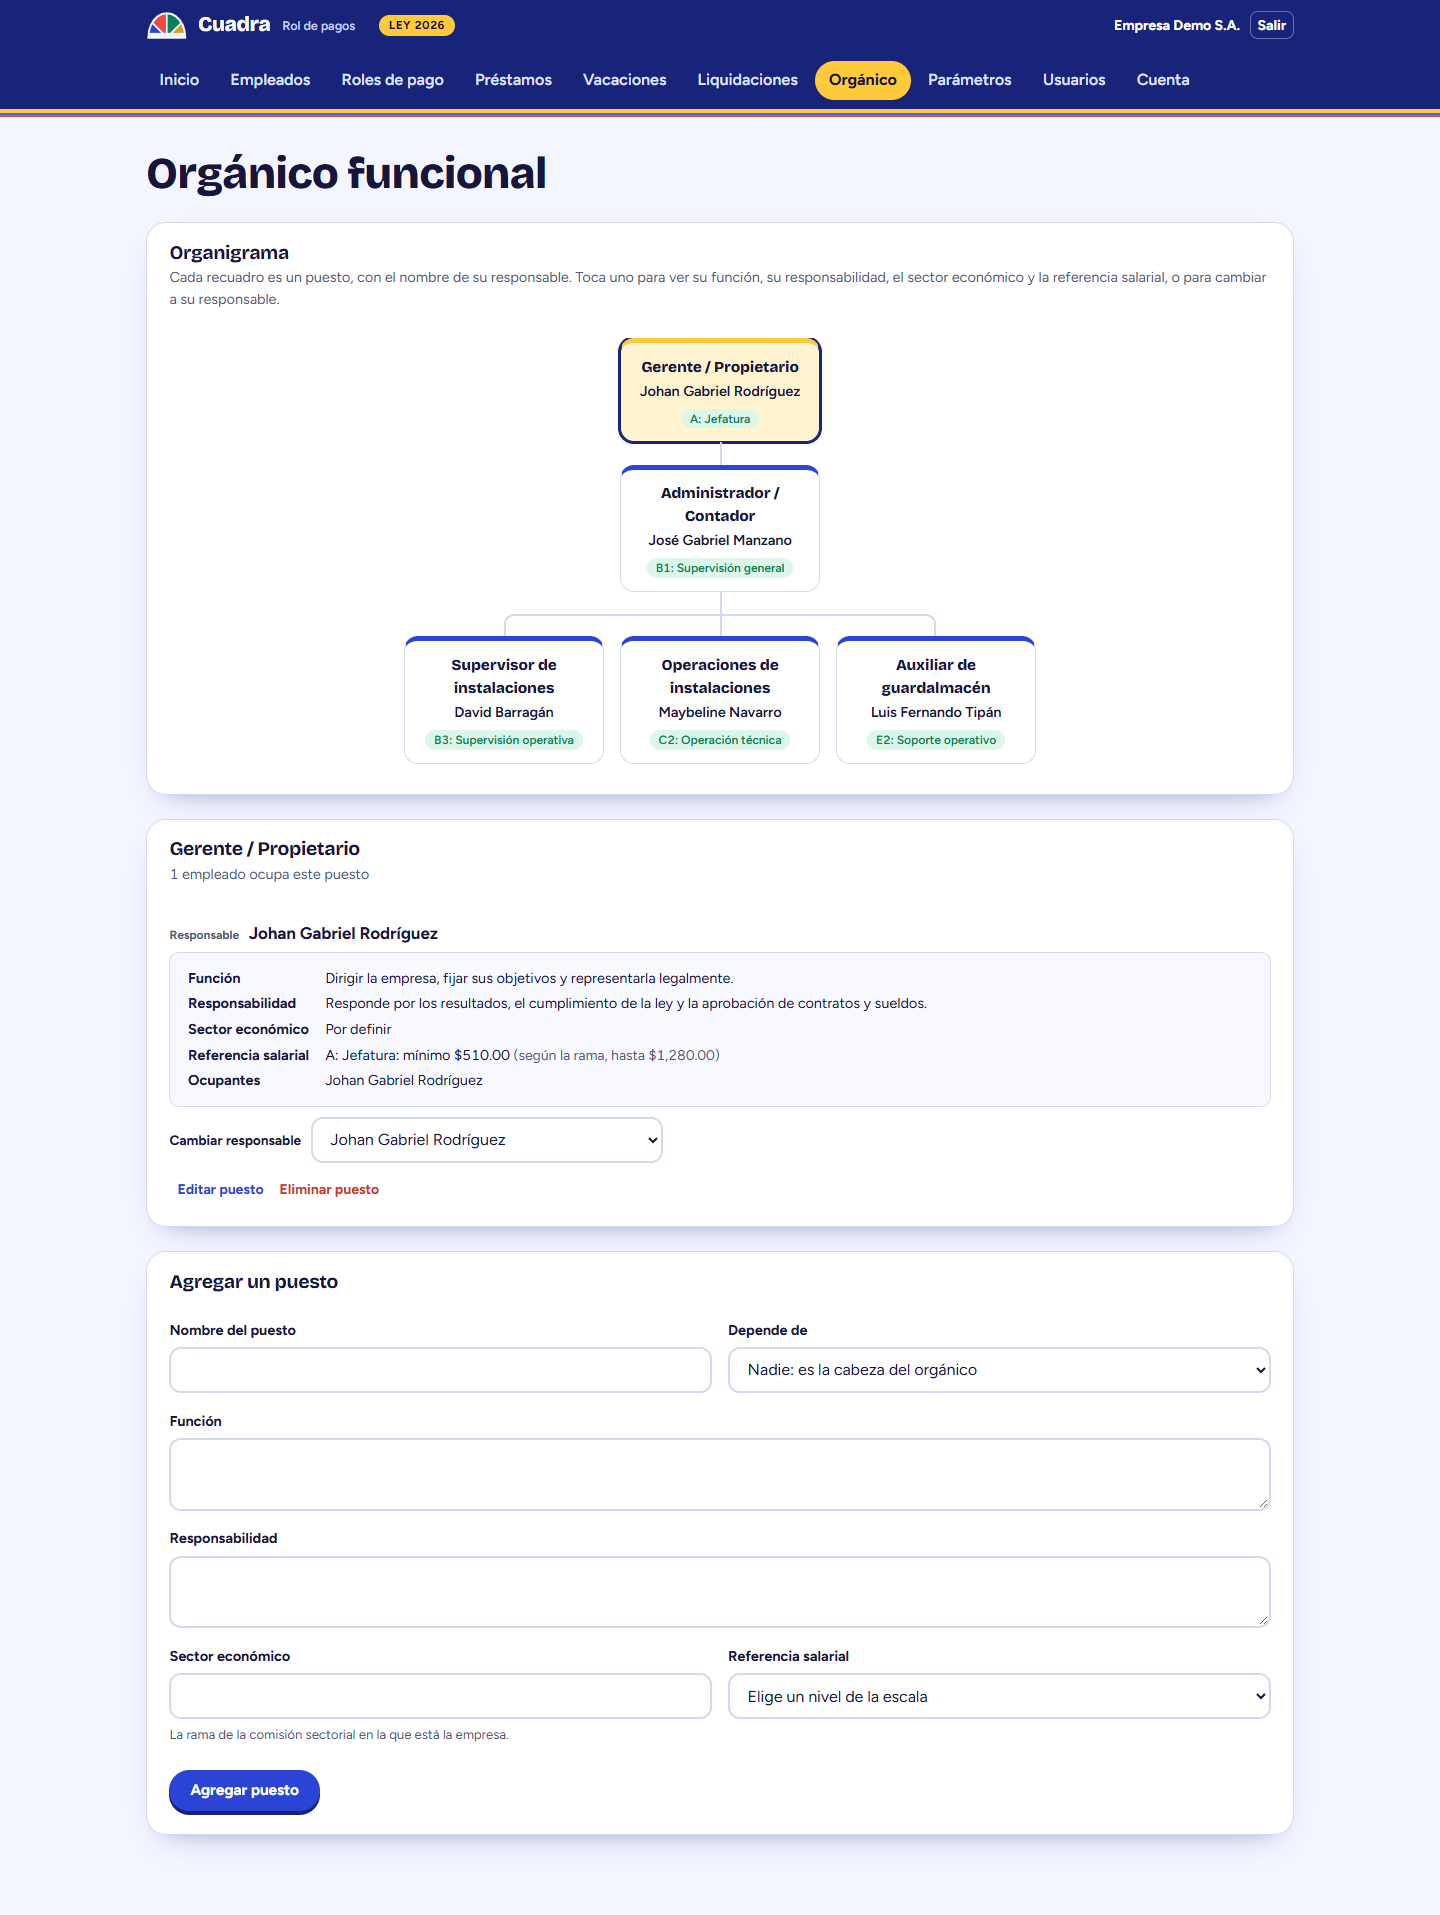 Cuadra Rol de pagos LEY 2026 Empresa Demo S.A. Salir
Inicio Empleados Roles de pago Préstamos Vacaciones Liquidaciones Orgánico Parámetros Usuarios Cuenta
Orgánico funcional
Organigrama
Cada recuadro es un puesto, con el nombre de su responsable. Toca uno para ver su función, su responsabilidad, el sector económico y la referencia salarial, o para cambiar
a su responsable.
Gerente / Propietario
Johan Gabriel Rodríguez
A: Jefatura
Administrador /
Contador
José Gabriel Manzano
B1: Supervisión general
Supervisor de
instalaciones
David Barragán
B3: Supervisión operativa
Operaciones de
instalaciones
Maybeline Navarro
C2: Operación técnica
Auxiliar de
guardalmacén
Luis Fernando Tipán
E2: Soporte operativo
Gerente / Propietario
1 empleado ocupa este puesto
Responsable Johan Gabriel Rodríguez
Función Dirigir la empresa, fijar sus objetivos y representarla legalmente.
Responsabilidad Responde por los resultados, el cumplimiento de la ley y la aprobación de contratos y sueldos.
Sector económico Por definir
Referencia salarial A: Jefatura: mínimo $510.00 (según la rama, hasta $1,280.00)
Ocupantes Johan Gabriel Rodríguez
Cambiar responsable Johan Gabriel Rodríguez
Editar puesto Eliminar puesto
Agregar un puesto
Nombre del puesto Depende de
Nadie: es la cabeza del orgánico
Función
Responsabilidad
Sector económico Referencia salarial
Elige un nivel de la escala
La rama de la comisión sectorial en la que está la empresa.
Agregar puesto